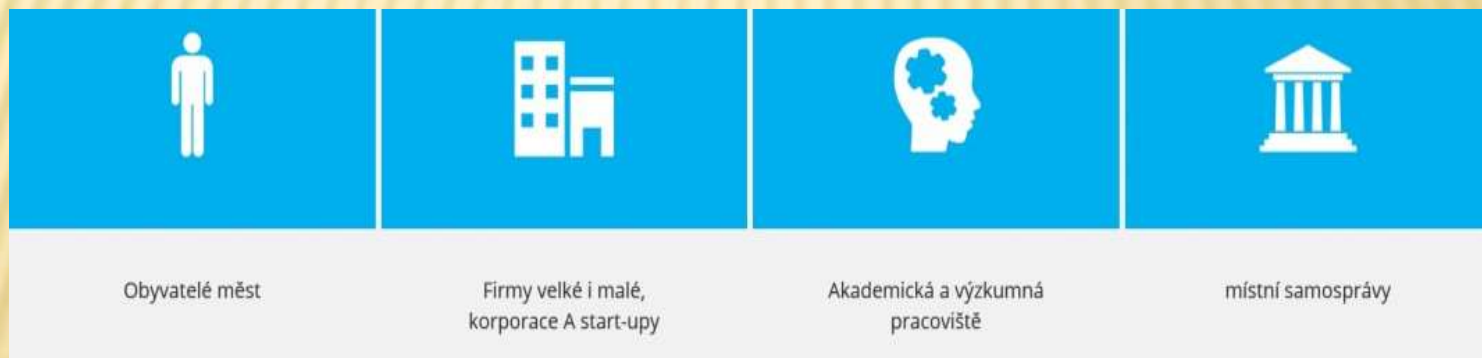 Obyvatelé měst
Firmy velké i malé,
korporace A start-upy
Akademická a výzkumná
pracoviště
místní samosprávy